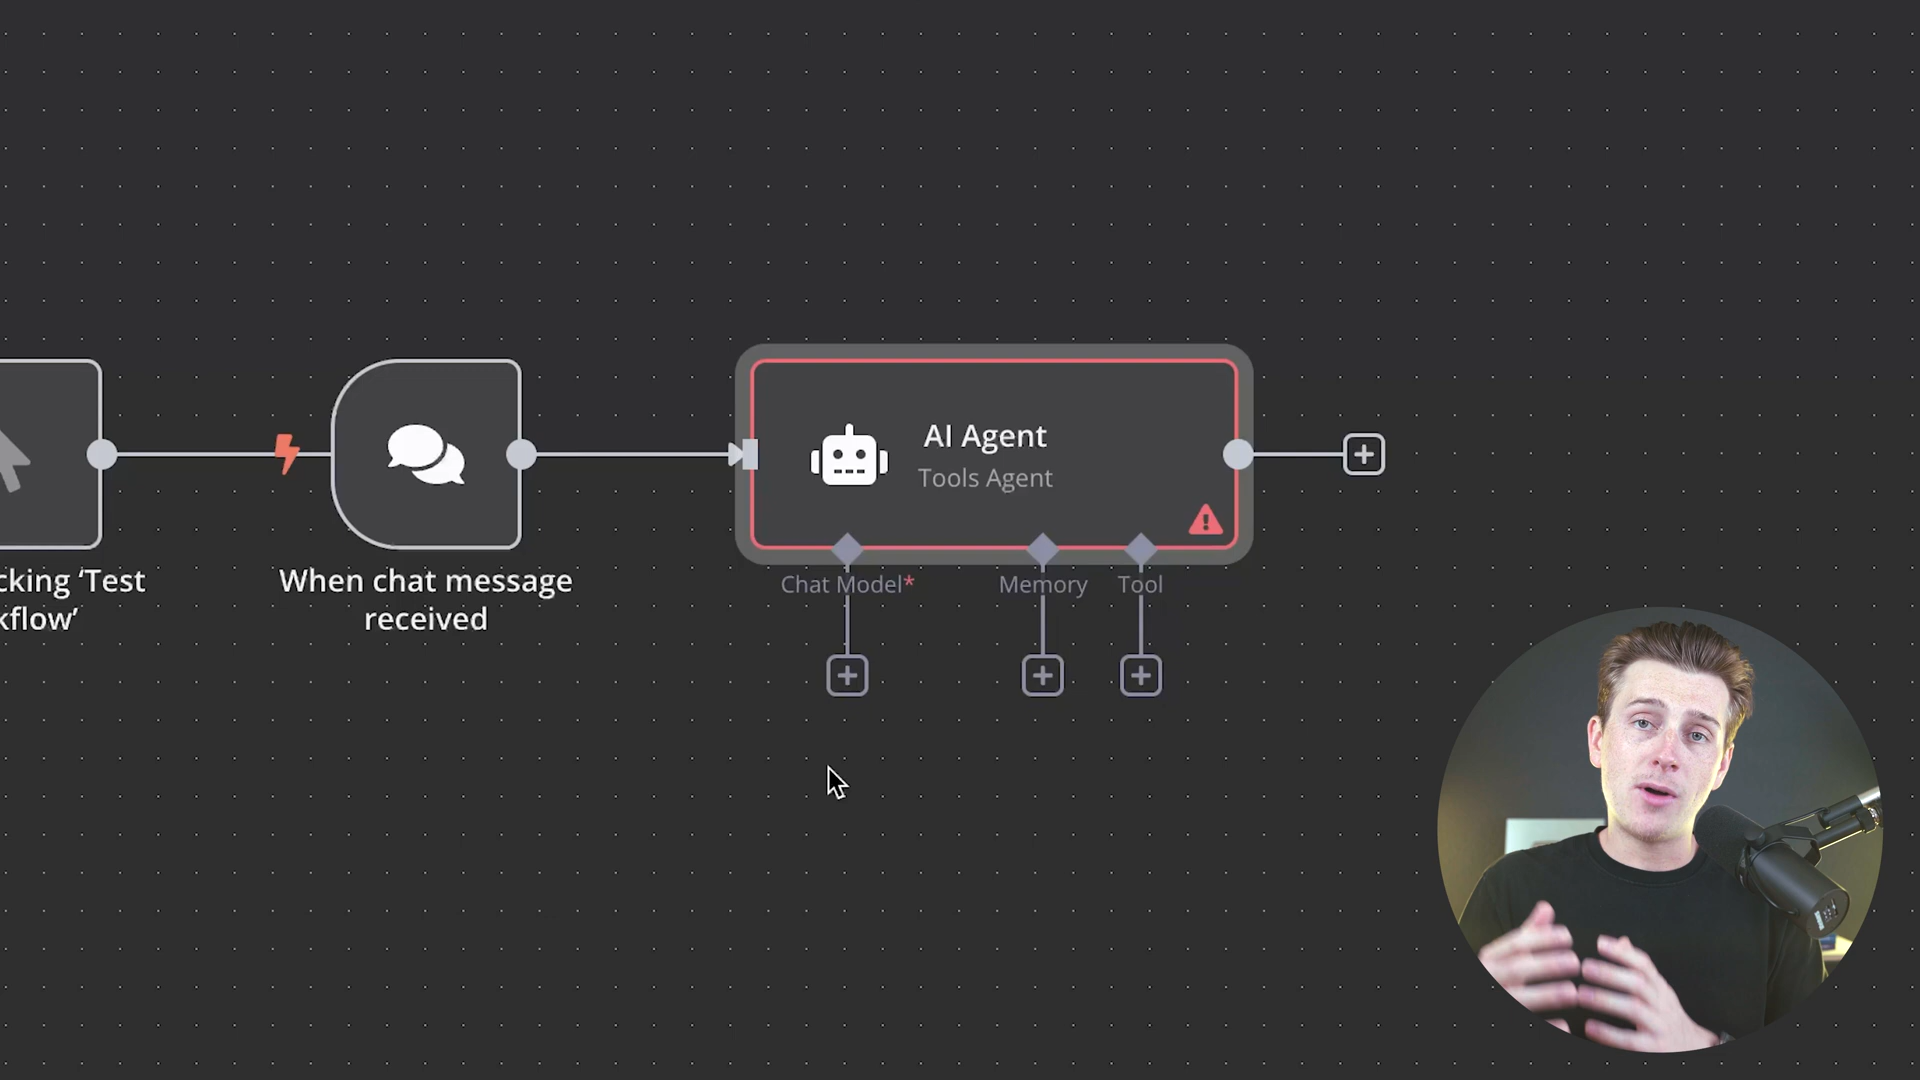 AI Agent
Tools Agent
Chat Model*
Memory
Tool
cking ‘Test
kflow’
When chat message
received